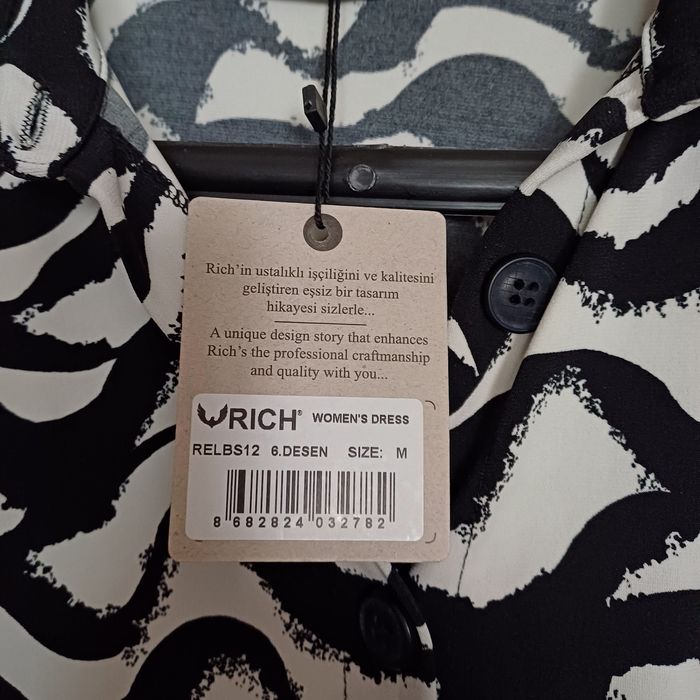 Rich'in ustalıklı işçiliğini ve kalitesini
geliştiren eşsiz bir tasarım
hikayesi sizlerle...
A unique design story that enhances
Rich's the professional craftmanship
and quality with you...
RICH® WOMEN'S DRESS
RELBS12 6.DESEN SIZE: M
8 682824 032782